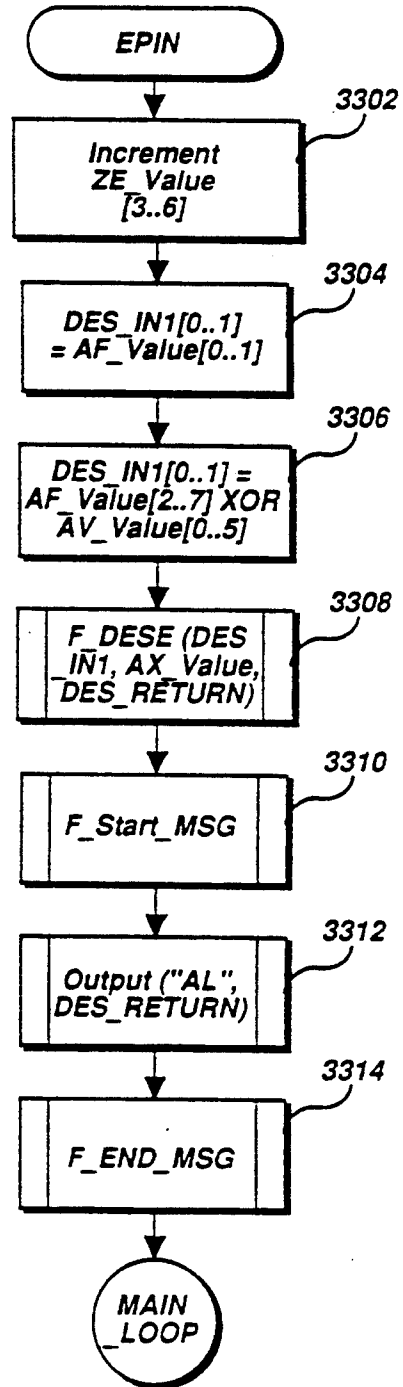 EPIN
3302
Increment
ZE_Value
[3..6]
3304
DES_IN1[0..1]
= AF_Value[0..1]
3306
DES_IN1[0..1] =
AF_Value[2..7] XOR
AV_Value[0..5]
3308
F_DESE (DES
_IN1, AX_Value,
DES_RETURN)
3310
F_Start_MSG
3312
Output ("AL",
DES_RETURN)
3314
F_END_MSG
MAIN
_LOOP